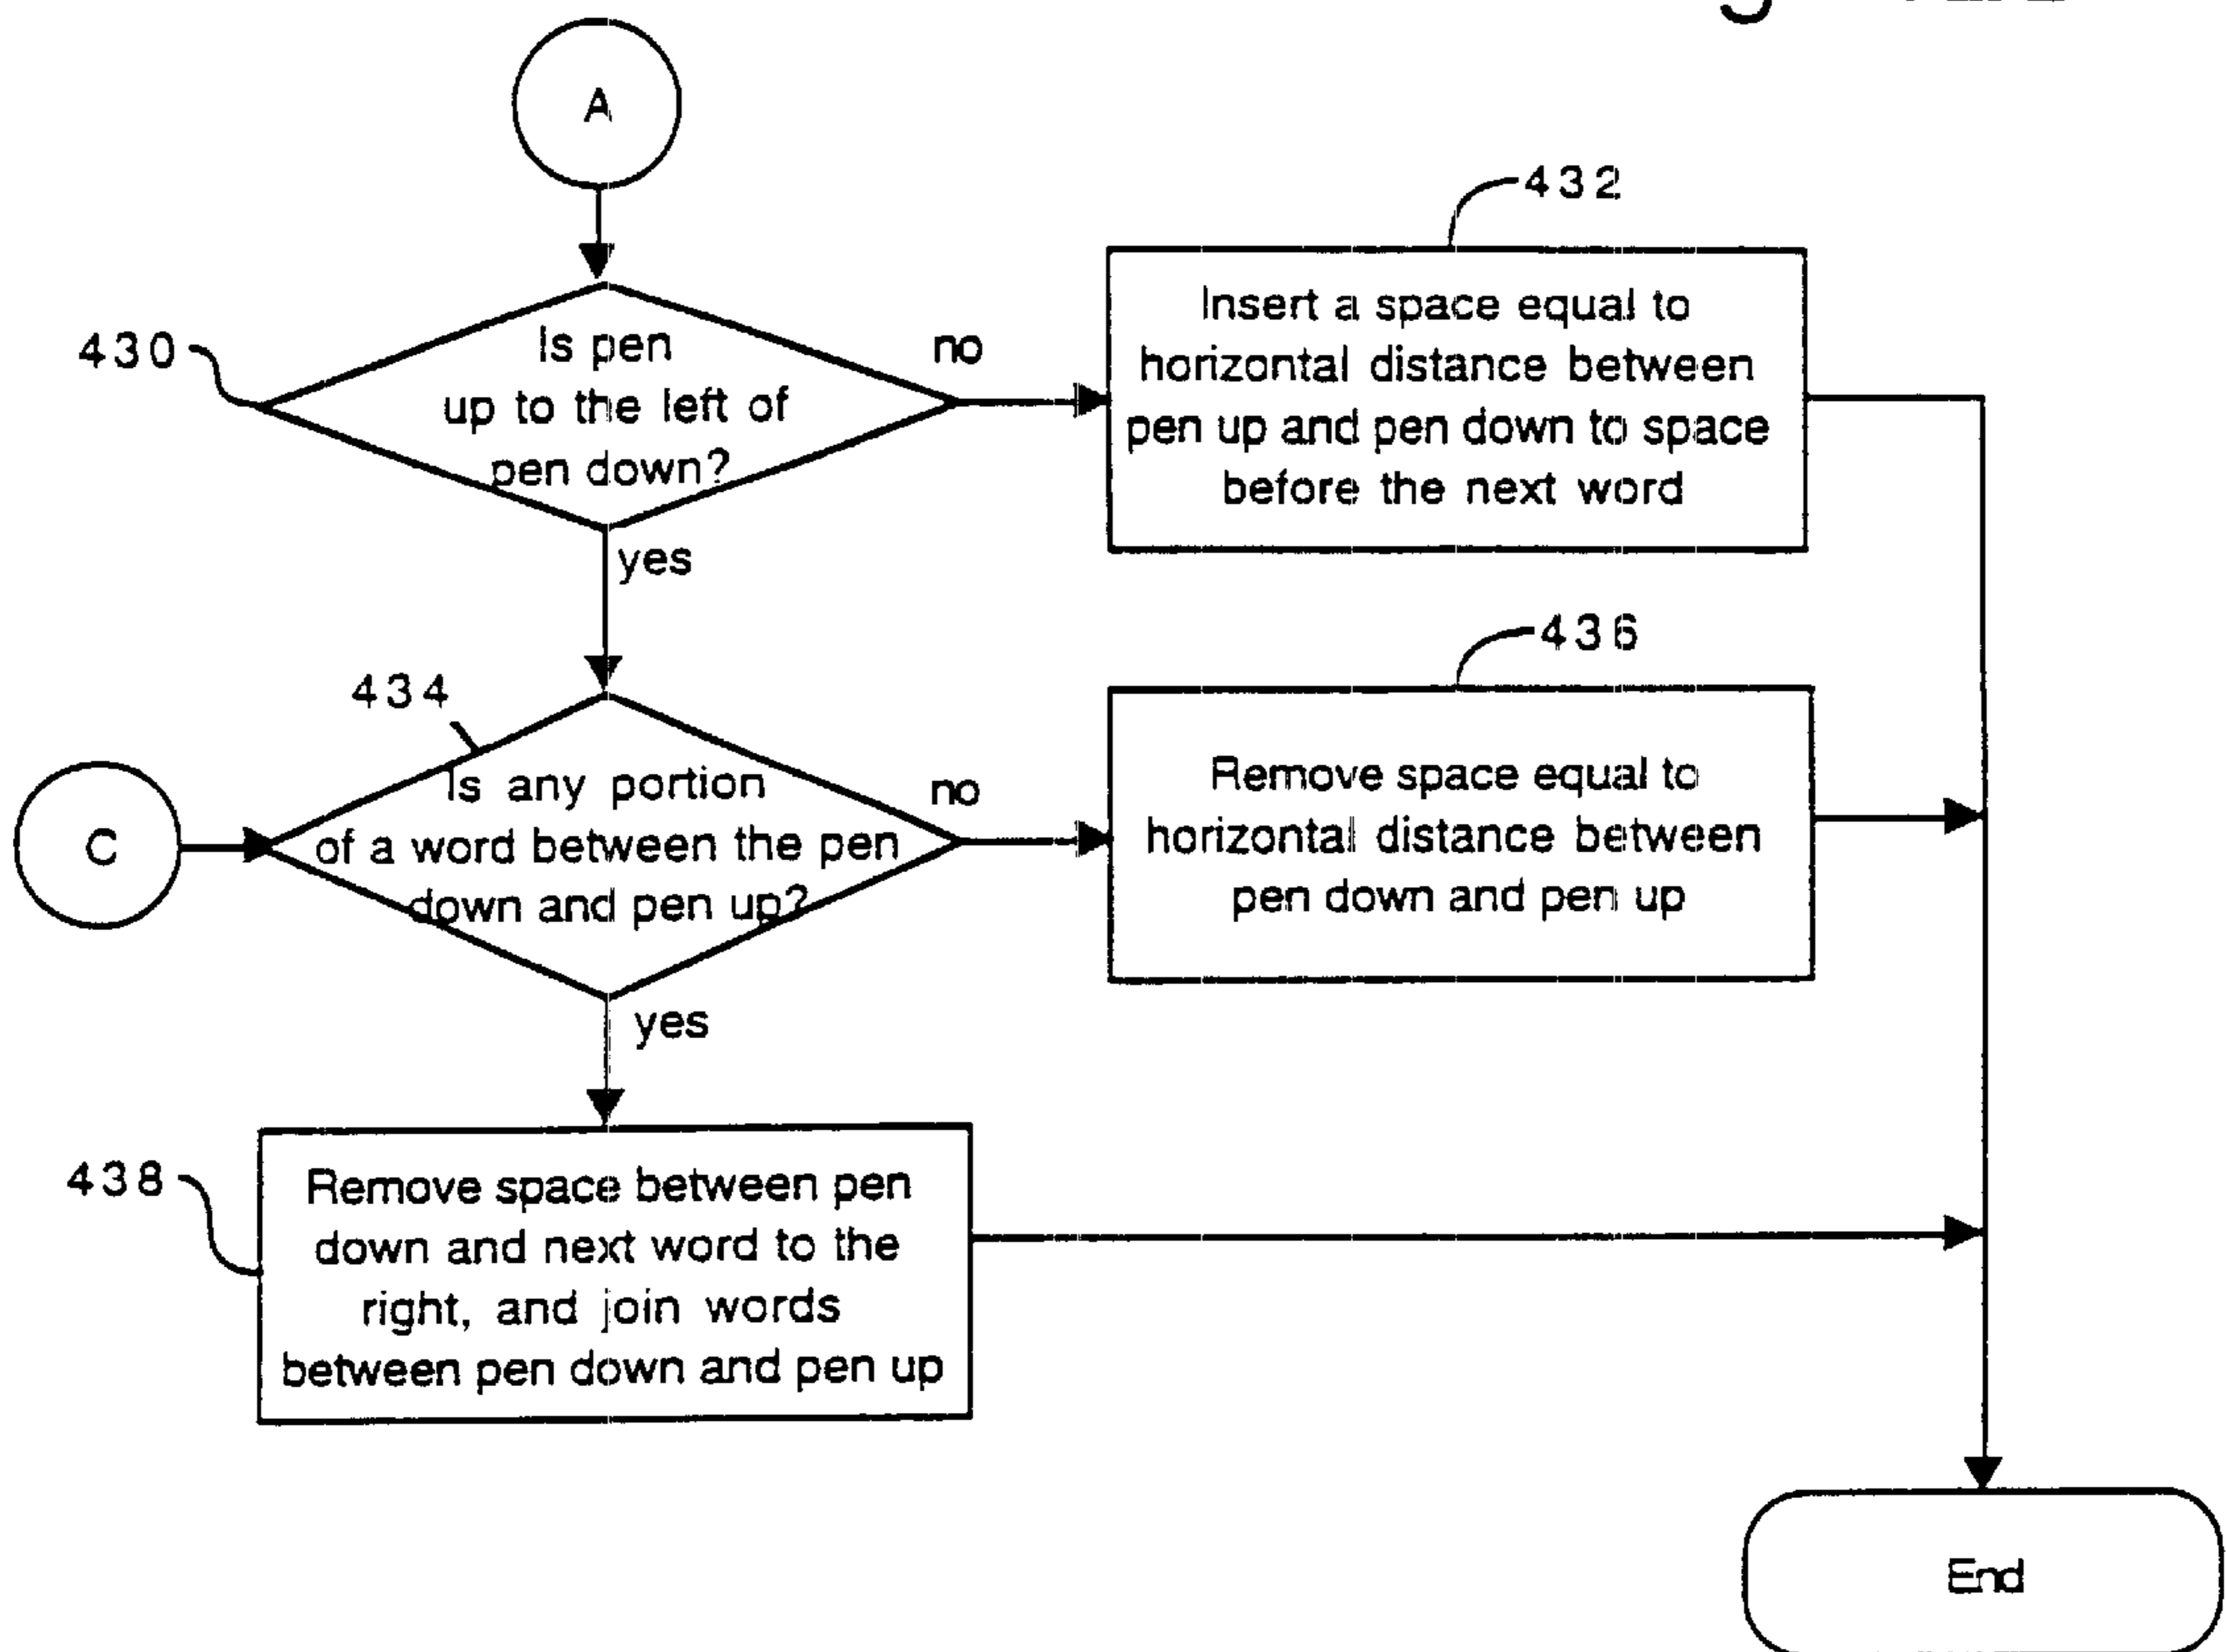 A
432
Insert a space equal to
horizontal distance between
pen up and pen down to space
before the next word
430
Is pen
up to the left of
pen down?
no
yes
436
434
C
Is any portion
of a word between the pen
down and pen up?
no
Remove space equal to
horizontal distance between
pen down and pen up
yes
438
Remove space between pen
down and next word to the
right, and join words
between pen down and pen up
End